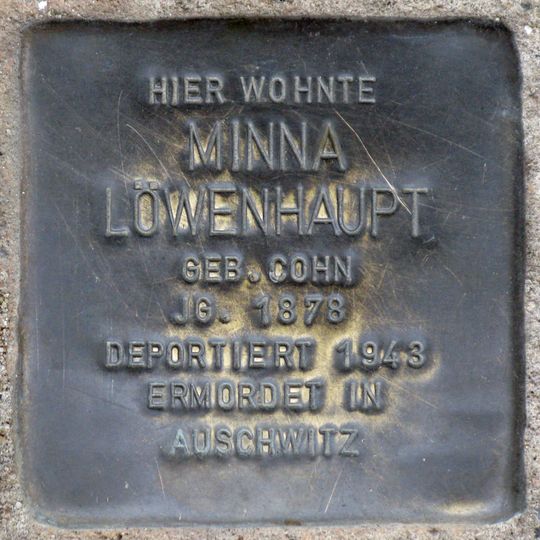 HIER WOHNTE
MINNA
LÖWENHAUPT
GEB. COHN
JG. 1878
DEPORTIERT 1943
ERMORDET IN
AUSCHWITZ